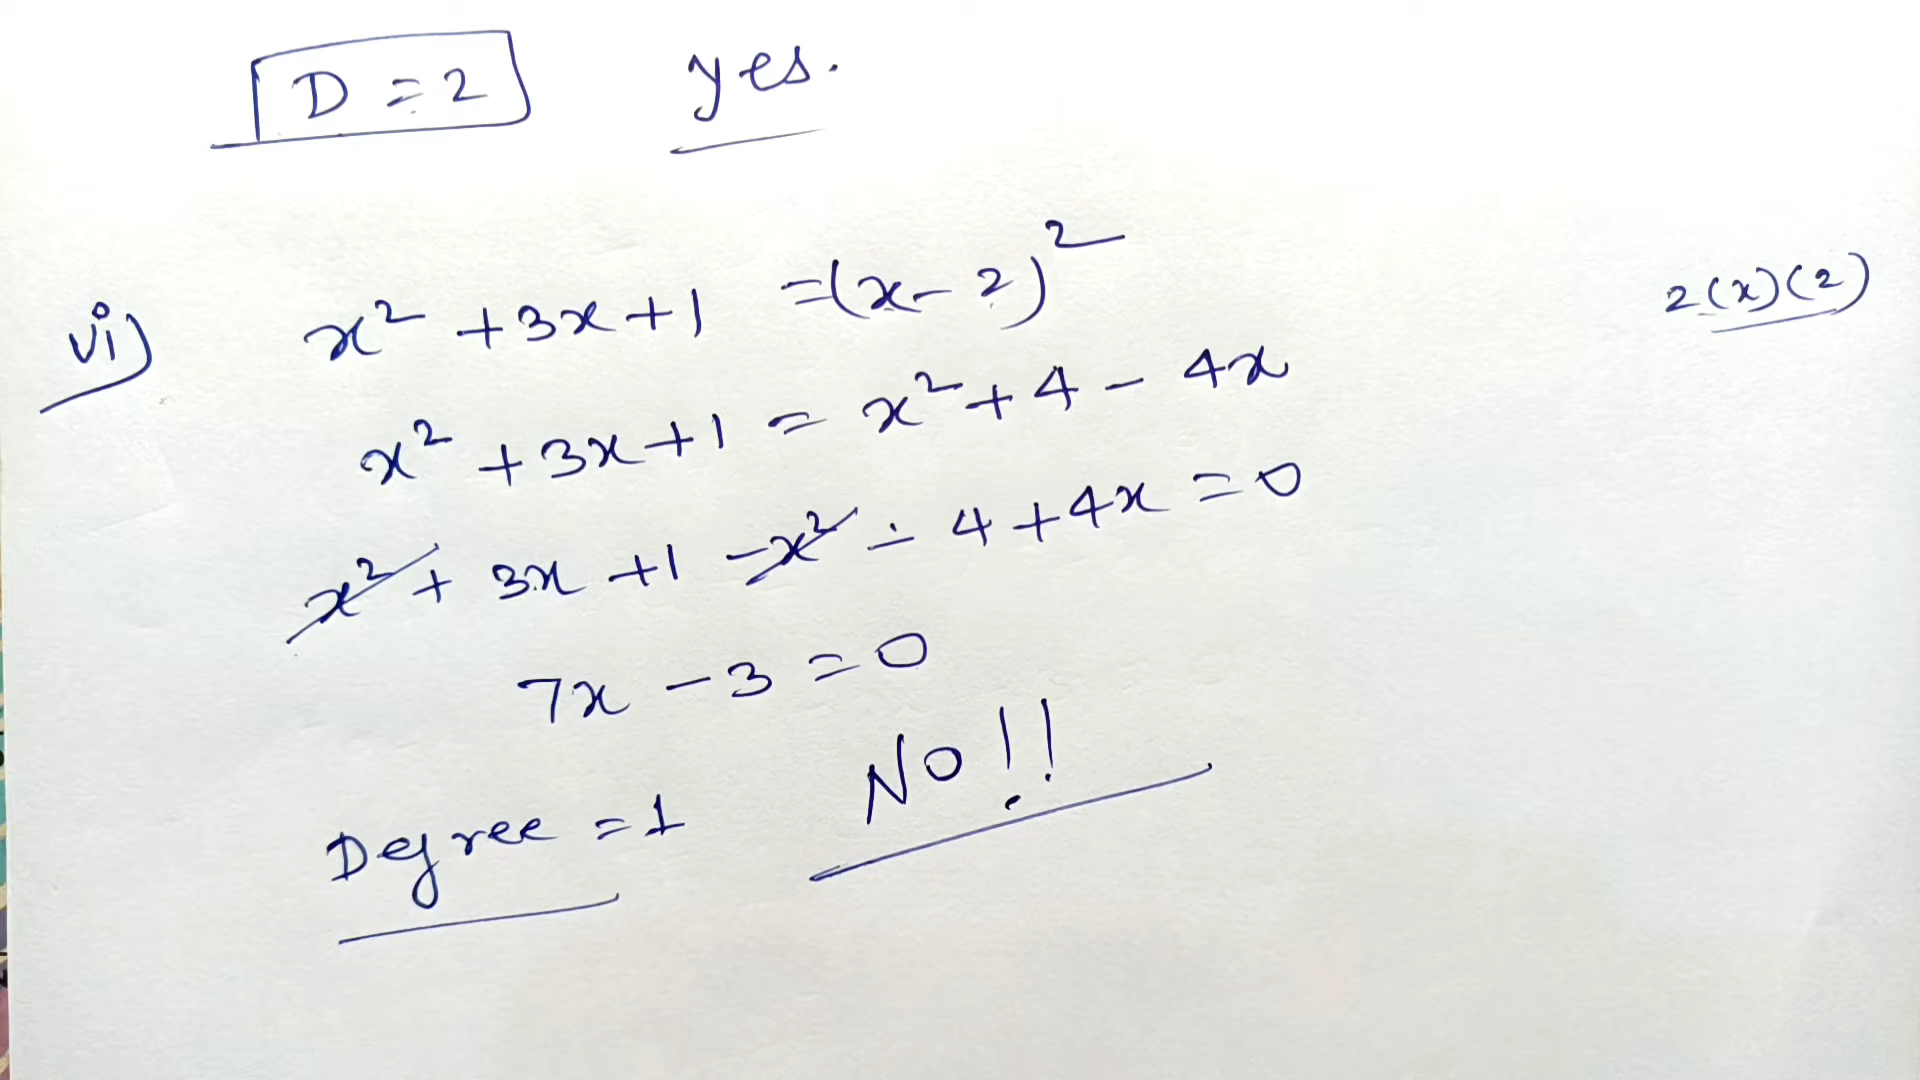 D = 2 yes.
vi) x² + 3x + 1 = (x - 2)² 2(x)(2)
x² + 3x + 1 = x² + 4 - 4x
x² + 3x + 1 - x² - 4 + 4x = 0
7x - 3 = 0
Degree = 1 No!!